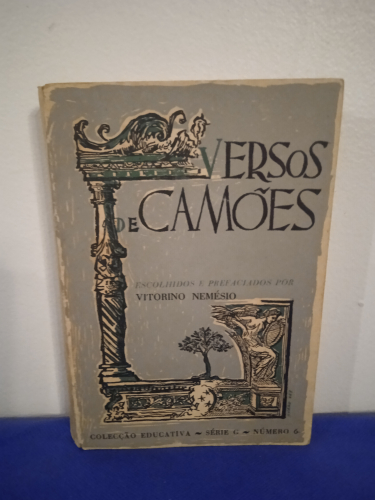 VERSOS
DE CAMÕES
ESCOLHIDOS E PREFACIADOS POR
VITORINO NEMÉSIO
COLECÇÃO EDUCATIVA ~ SÉRIE G ~ NÚMERO 6